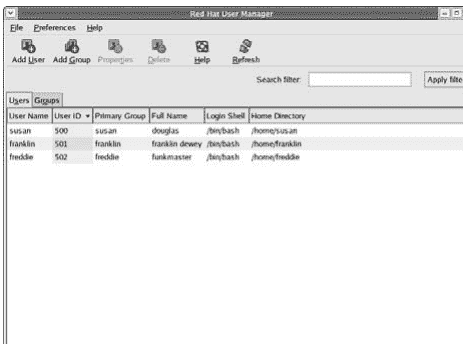 Red Hat User Manager
File Preferences Help
Add User Add Group Properties Delete Help Refresh
Search filter: Apply filte
Users Groups
User Name User ID Primary Group Full Name Login Shell Home Directory
susan 500 susan douglas /bin/bash /home/susan
franklin 501 franklin franklin dewey /bin/bash /home/franklin
freddie 502 freddie funkmaster /bin/bash /home/freddie